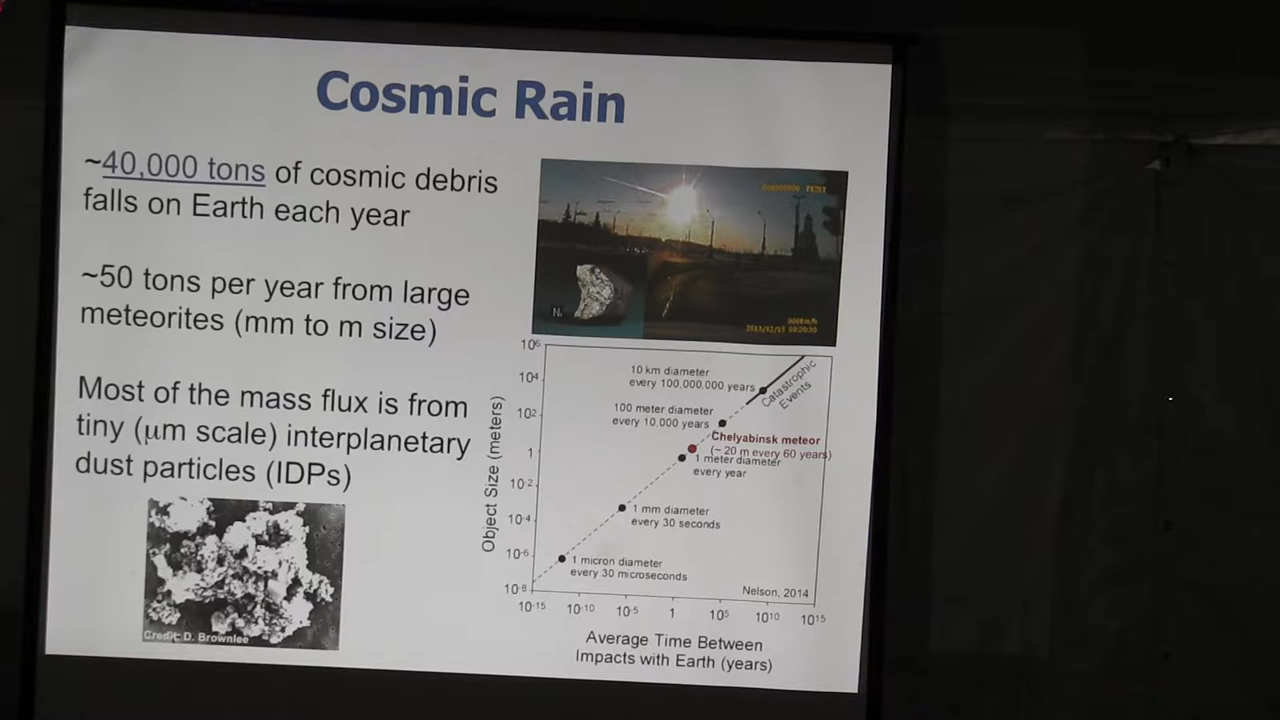 Cosmic Rain
~40,000 tons of cosmic debris
falls on Earth each year
~50 tons per year from large
meteorites (mm to m size)
Most of the mass flux is from
tiny (μm scale) interplanetary
dust particles (IDPs)
Credit: D. Brownlee
10⁶
10⁴
10²
1
10⁻²
10⁻⁴
10⁻⁶
10⁻⁸
Object Size (meters)
10 km diameter
every 100,000,000 years
Catastrophic
Events
100 meter diameter
every 10,000 years
Chelyabinsk meteor
(~ 20 m every 60 years)
1 meter diameter
every year
1 mm diameter
every 30 seconds
1 micron diameter
every 30 microseconds
Nelson, 2014
10⁻¹⁵ 10⁻¹⁰ 10⁻⁵ 1 10⁵ 10¹⁰ 10¹⁵
Average Time Between
Impacts with Earth (years)